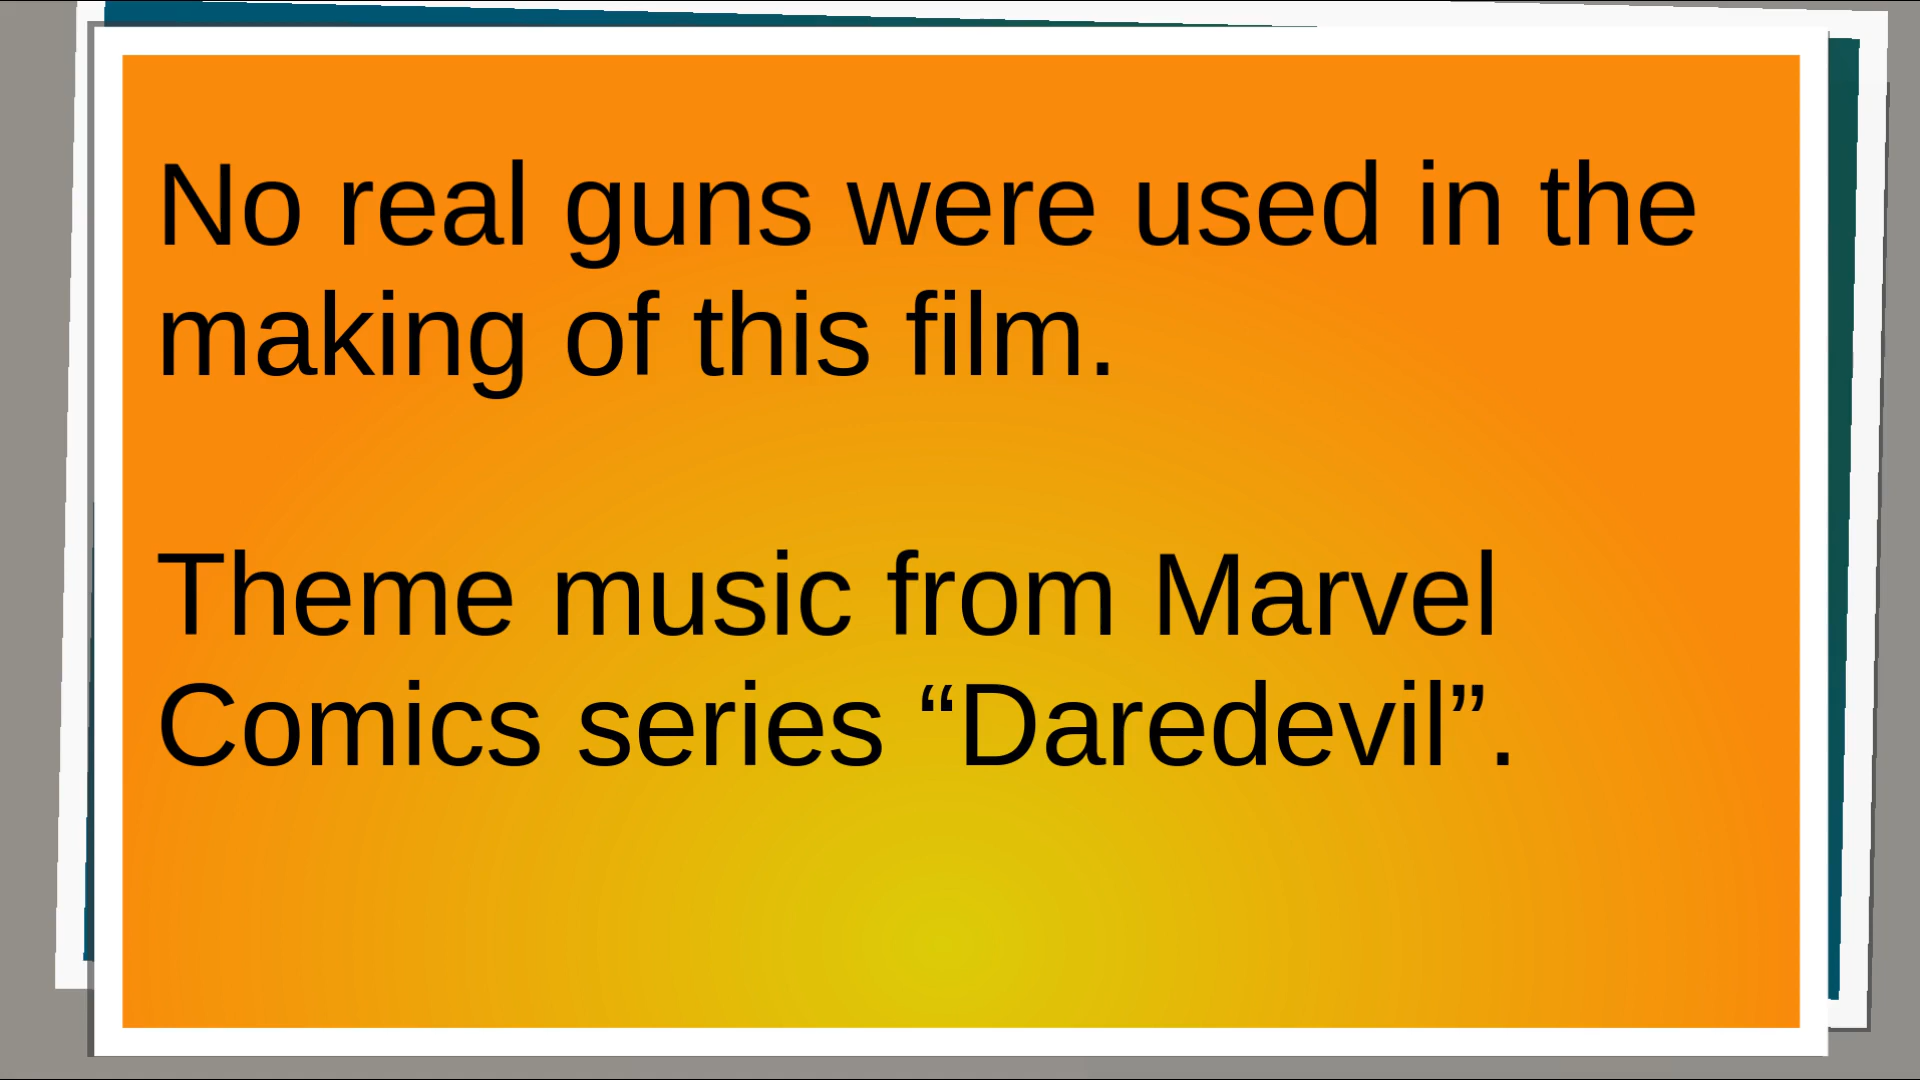 No real guns were used in the
making of this film.
Theme music from Marvel
Comics series “Daredevil”.